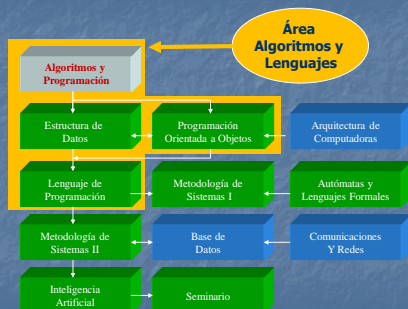 Área
Algoritmos y
Lenguajes
Algoritmos y
Programación
Estructura de
Datos
Programación
Orientada a Objetos
Arquitectura de
Computadoras
Lenguaje de
Programación
Metodología de
Sistemas I
Autómatas y
Lenguajes Formales
Metodología de
Sistemas II
Base de
Datos
Comunicaciones
Y Redes
Inteligencia
Artificial
Seminario